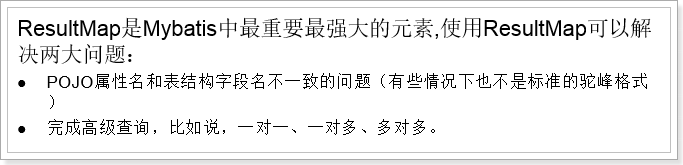 ResultMap是Mybatis中最重要最强大的元素,使用ResultMap可以解
决两大问题：
● POJO属性名和表结构字段名不一致的问题（有些情况下也不是标准的驼峰格式
）
● 完成高级查询，比如说，一对一、一对多、多对多。